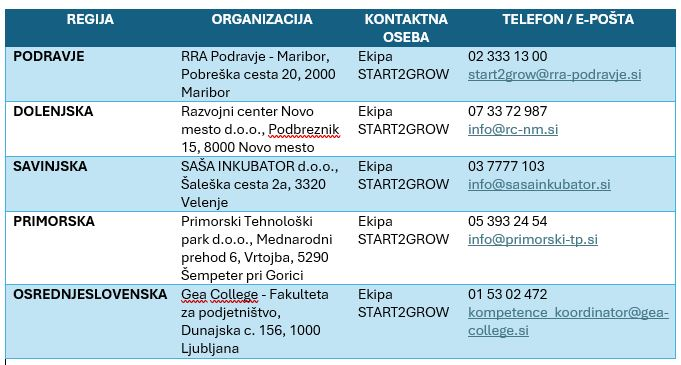 REGIJA
ORGANIZACIJA
KONTAKTNA
OSEBA
TELEFON / E-POŠTA
PODRAVJE
RRA Podravje - Maribor,
Pobreška cesta 20, 2000
Maribor
Ekipa
START2GROW
02 333 13 00
start2grow@rra-podravje.si
DOLENJSKA
Razvojni center Novo
mesto d.o.o., Podbreznik
15, 8000 Novo mesto
Ekipa
START2GROW
07 33 72 987
info@rc-nm.si
SAVINJSKA
SAŠA INKUBATOR d.o.o.,
Šaleška cesta 2a, 3320
Velenje
Ekipa
START2GROW
03 7777 103
info@sasainkubator.si
PRIMORSKA
Primorski Tehnološki
park d.o.o., Mednarodni
prehod 6, Vrtojba, 5290
Šempeter pri Gorici
Ekipa
START2GROW
05 393 24 54
info@primorski-tp.si
OSREDNJESLOVENSKA
Gea College - Fakulteta
za podjetništvo,
Dunajska c. 156, 1000
Ljubljana
Ekipa
START2GROW
01 53 02 472
kompetence_koordinator@gea-
college.si